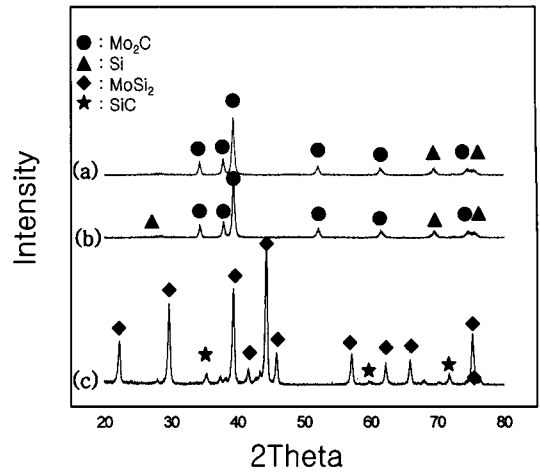 ● : Mo₂C
▲ : Si
◆ : MoSi₂
★ : SiC
(a)
(b)
(c)
Intensity
20 30 40 50 60 70 80
2Theta